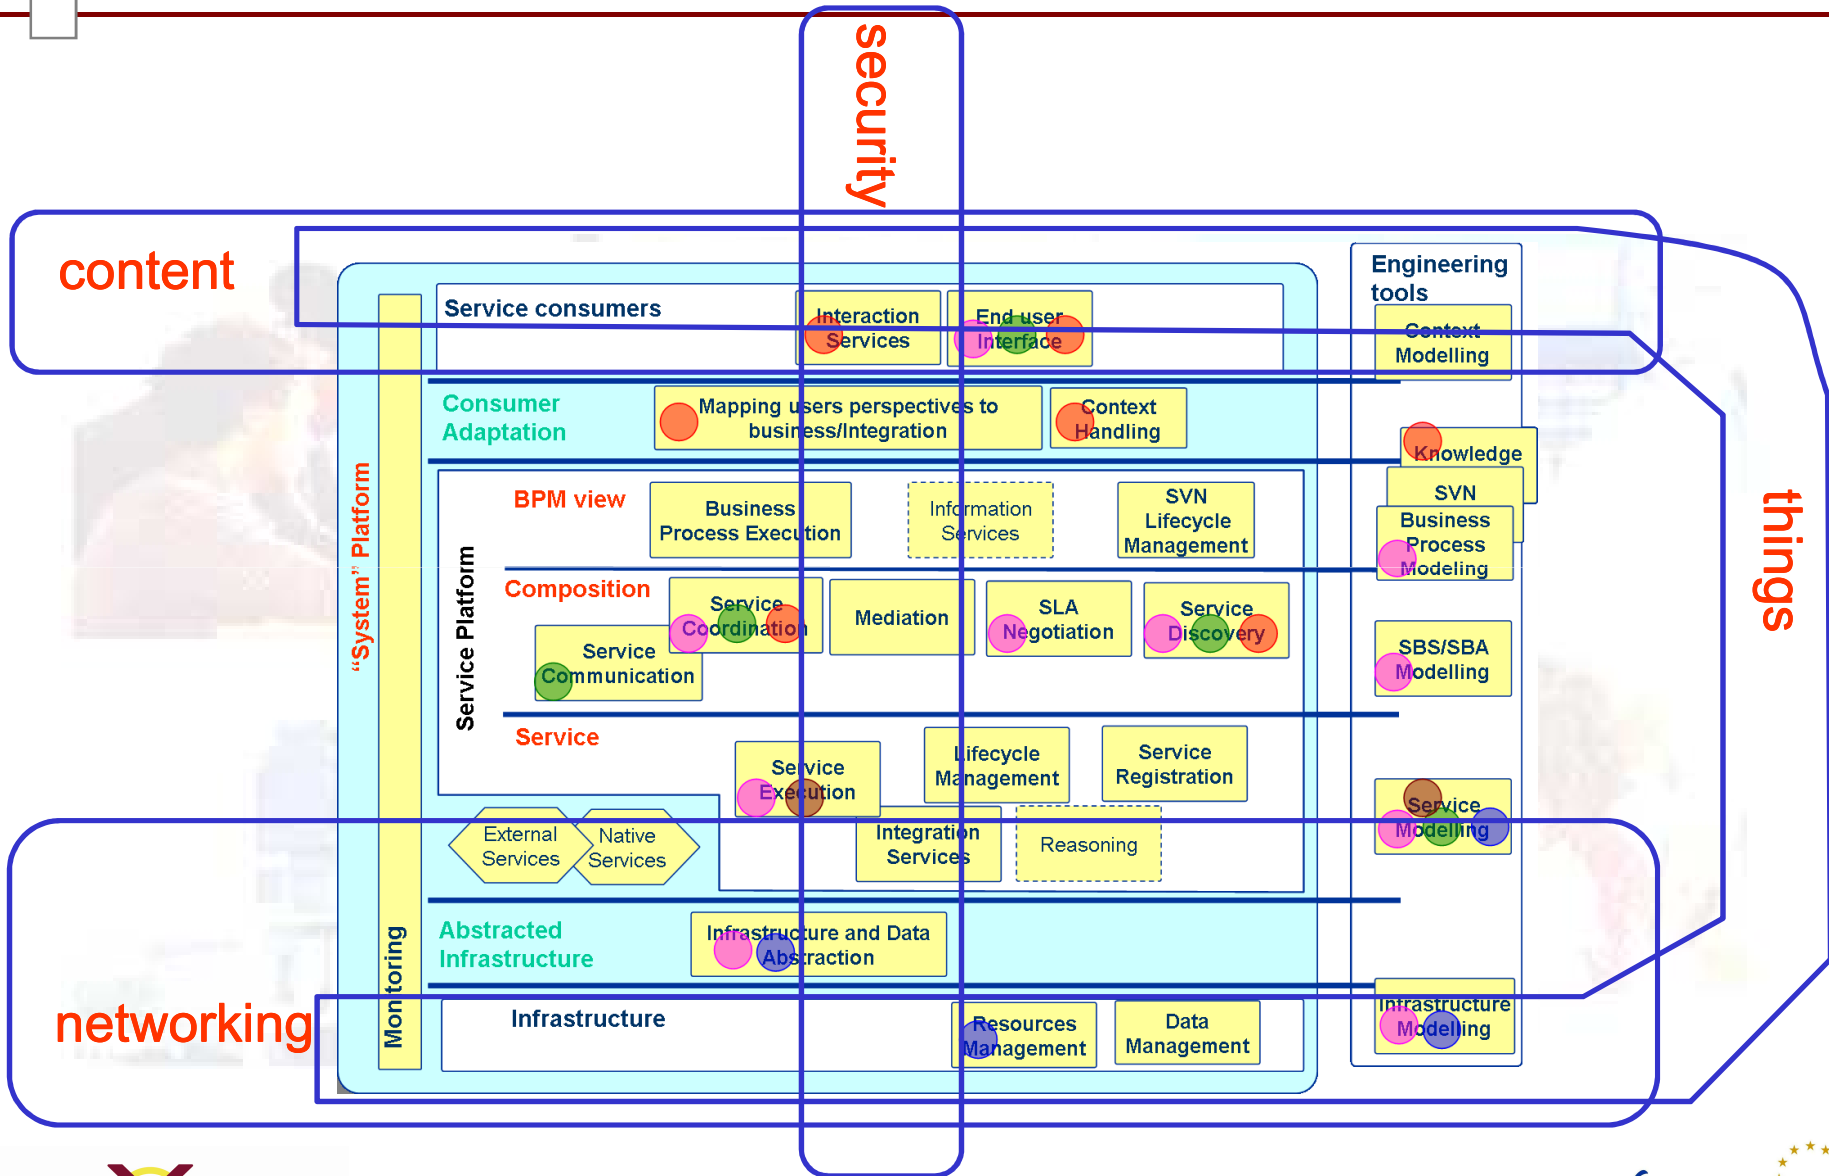 security
content
Service consumers
Interaction
Services
End user
Interface
Engineering
tools
Context
Modelling
Consumer
Adaptation
Mapping users perspectives to
business/Integration
Context
Handling
Knowledge
SVN
Business
Process
Modeling
"System" Platform
Monitoring
Service Platform
BPM view
Business
Process Execution
Information
Services
SVN
Lifecycle
Management
Composition
Service
Coordination
Mediation
SLA
Negotiation
Service
Discovery
Service
Communication
SBS/SBA
Modelling
things
Service
Service
Execution
Lifecycle
Management
Service
Registration
Service
Modelling
External
Services
Native
Services
Integration
Services
Reasoning
Abstracted
Infrastructure
Infrastructure and Data
Abstraction
networking
Infrastructure
Resources
Management
Data
Management
Infrastructure
Modelling